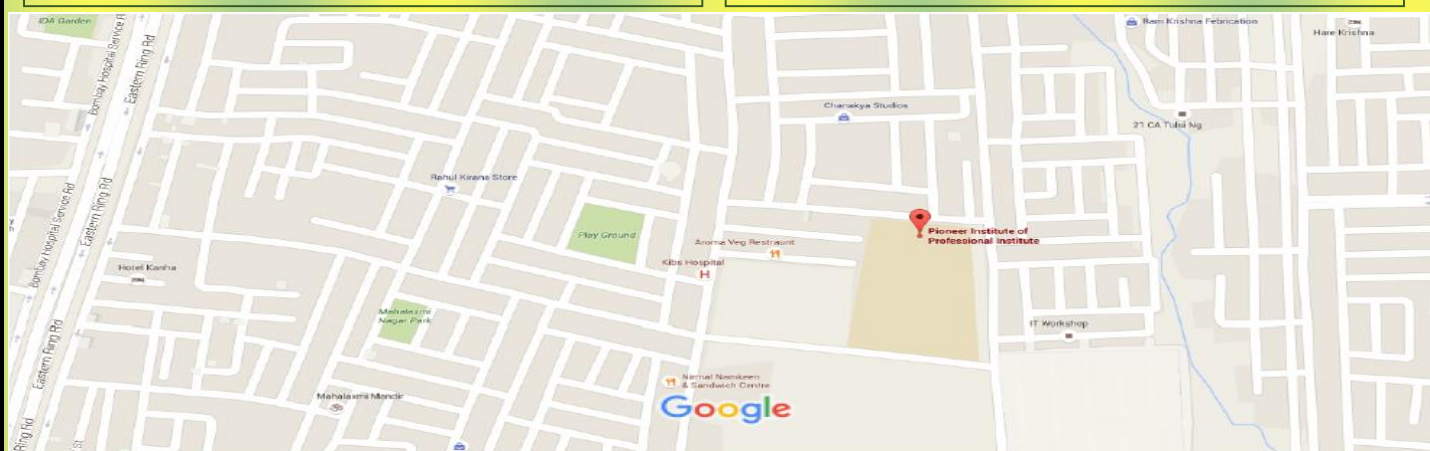 IDA Garden
Bombay Hospital Service R
Eastern Ring Rd
Ram Krishna Febrication
Hare Krishna
Chanakya Studios
21 CA Tulsi Ng
Rahul Kirana Store
Bombay Hospital Service Rd
Eastern Ring Rd
Play Ground
Aroma Veg Restraunt
Pioneer Institute of
Professional Institute
Kibs Hospital
H
Hotel Kanha
Mahalaxmi
Nagar Park
IT Workshop
Eastern Ring Rd
Nirmal Namkeen
& Sandwich Centre
Mahalaxmi Mandir
Google
Ring Rd